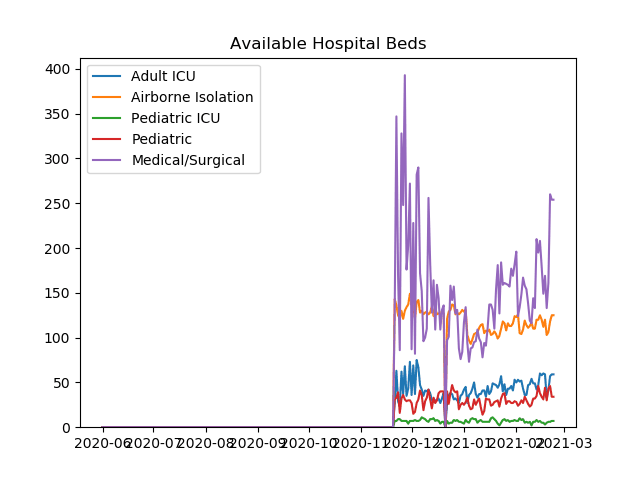 Available Hospital Beds
400
350
300
250
200
150
100
50
0
Adult ICU
Airborne Isolation
Pediatric ICU
Pediatric
Medical/Surgical
2020-06 2020-07 2020-08 2020-09 2020-10 2020-11 2020-12 2021-01 2021-02 2021-03